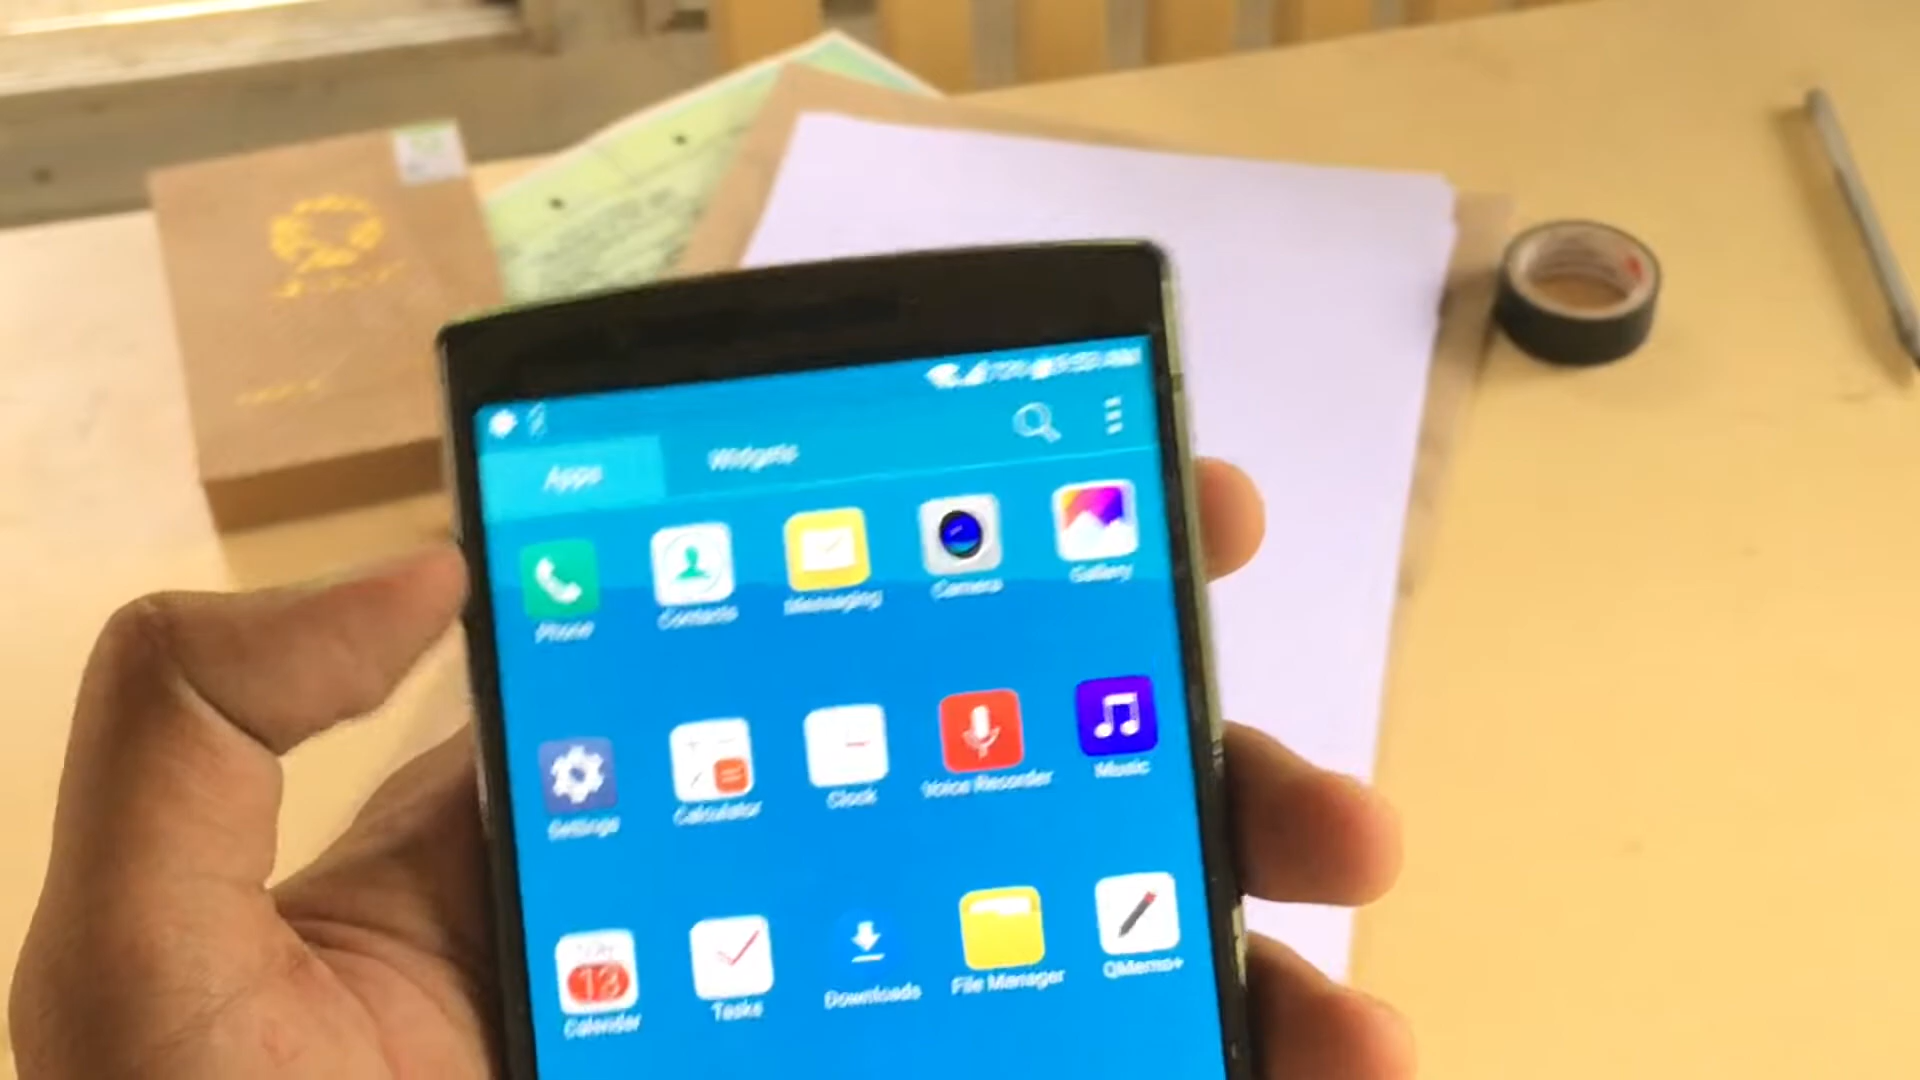 Apps Widgets
Phone Contacts Messaging Camera Gallery
Settings Calculator Clock Voice Recorder Music
13
Calendar Tasks Downloads File Manager QMemo+